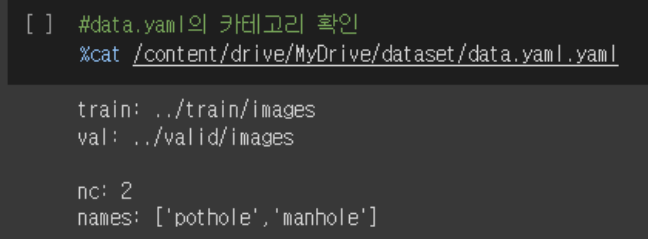 [ ] #data.yaml의 카테고리 확인
%cat /content/drive/MyDrive/dataset/data.yaml.yaml
train: ../train/images
val: ../valid/images
nc: 2
names: ['pothole','manhole']